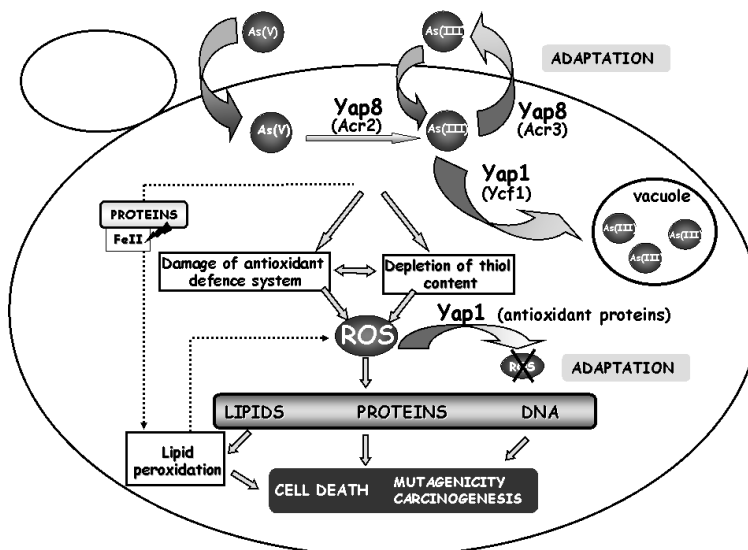 As(V)
As(III)
ADAPTATION
As(V)
Yap8
(Acr2)
As(III)
Yap8
(Acr3)
Yap1
(Ycf1)
vacuole
As(III)
As(III)
As(III)
PROTEINS
FeII
Damage of antioxidant
defence system
Depletion of thiol
content
ROS
Yap1 (antioxidant proteins)
ROS
ADAPTATION
LIPIDS PROTEINS DNA
Lipid
peroxidation
CELL DEATH
MUTAGENICITY
CARCINOGENESIS